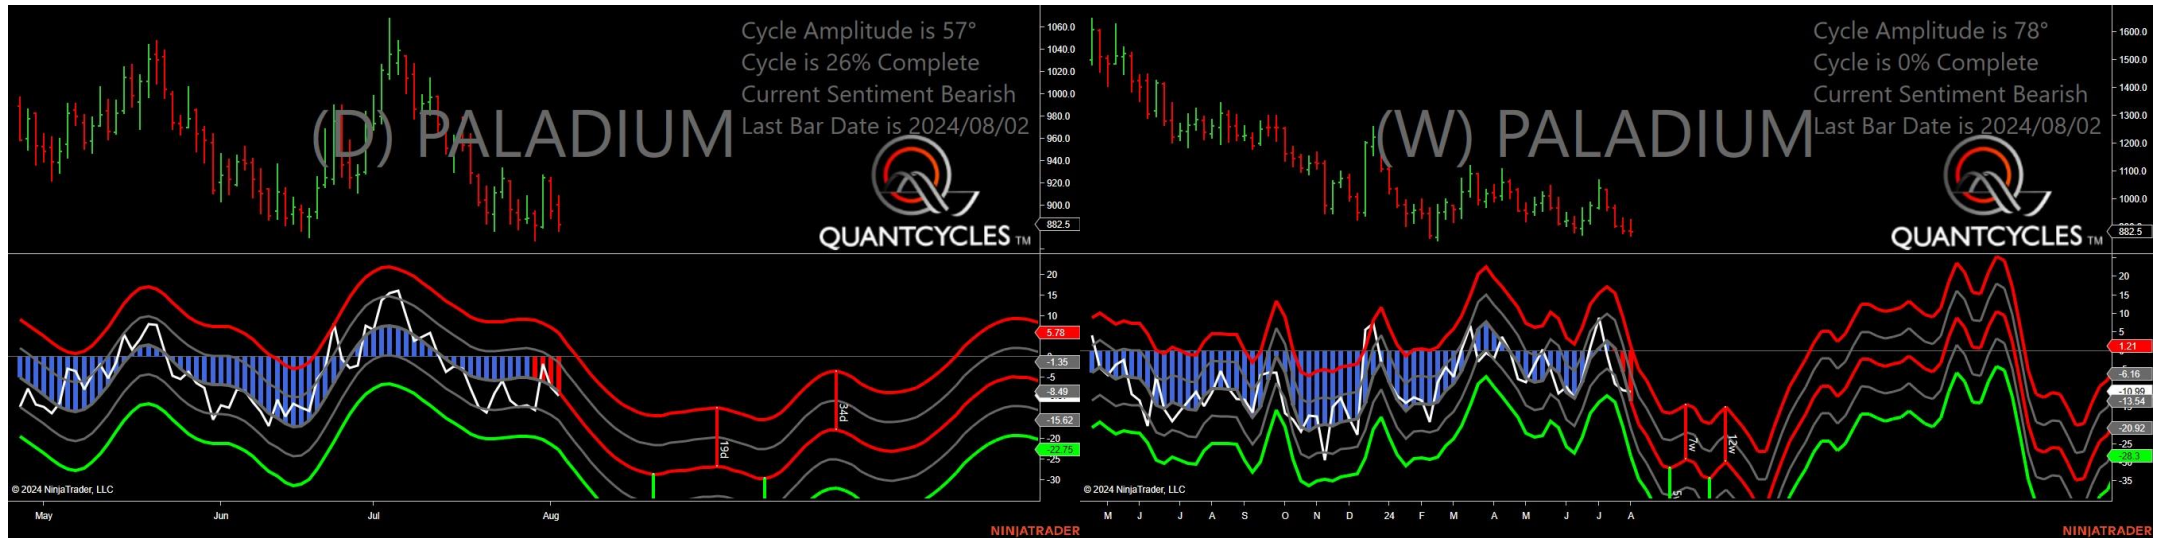 (D) PALADIUM
Cycle Amplitude is 57°
Cycle is 26% Complete
Current Sentiment Bearish
Last Bar Date is 2024/08/02
QUANTCYCLES TM
1060.0
1040.0
1020.0
1000.0
980.0
960.0
940.0
920.0
900.0
882.5
20
15
10
5.78
-1.35
-5
-8.49
-15.62
-20
-22.75
-25
-30
19d
34d
© 2024 NinjaTrader, LLC
May Jun Jul Aug
NINJATRADER
(W) PALADIUM
Cycle Amplitude is 78°
Cycle is 0% Complete
Current Sentiment Bearish
Last Bar Date is 2024/08/02
QUANTCYCLES TM
1600.0
1500.0
1400.0
1300.0
1200.0
1100.0
1000.0
882.5
20
15
10
5
1.21
-6.16
-10.99
-13.54
-20.92
-25
-28.3
-35
7w
12w
© 2024 NinjaTrader, LLC
M J J A S O N D 24 F M A M J J A
NINJATRADER